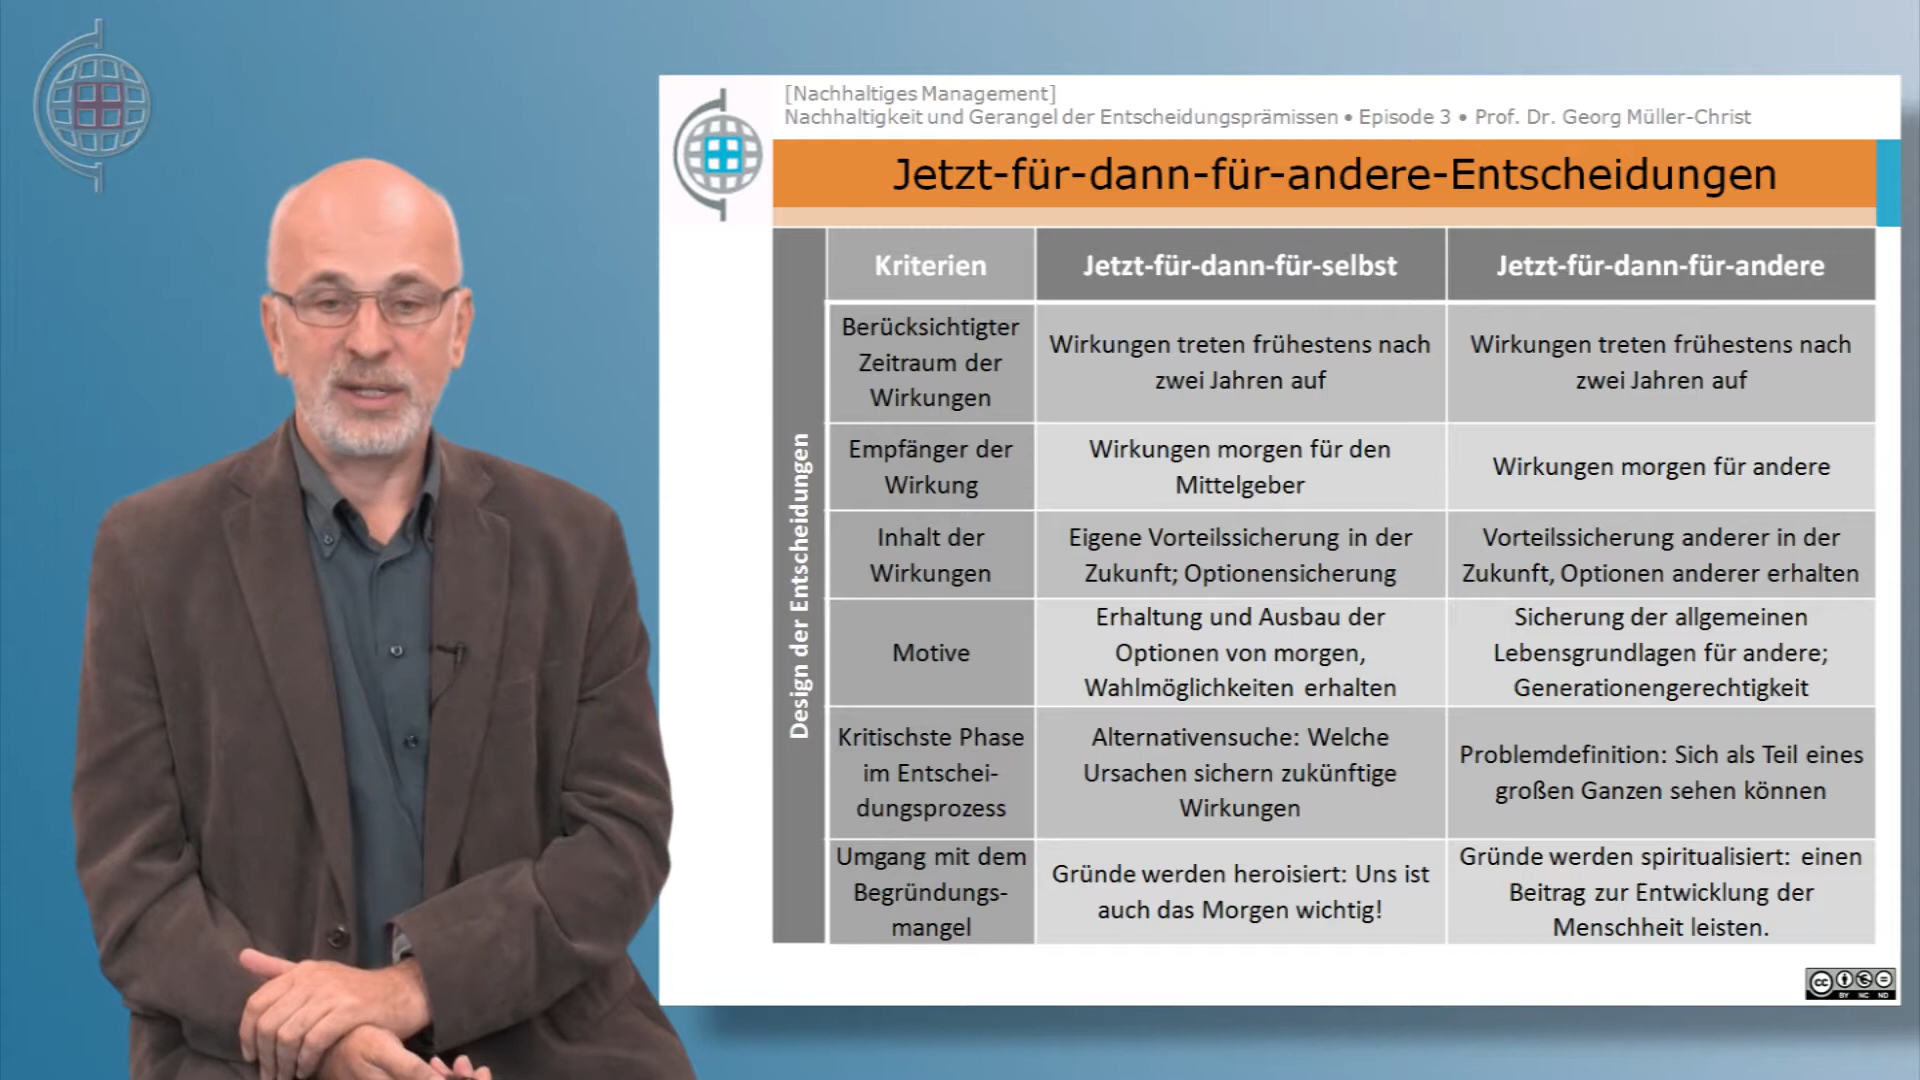 [Nachhaltiges Management]
Nachhaltigkeit und Gerangel der Entscheidungsprämissen • Episode 3 • Prof. Dr. Georg Müller-Christ
Jetzt-für-dann-für-andere-Entscheidungen
Design der Entscheidungen
Kriterien
Jetzt-für-dann-für-selbst
Jetzt-für-dann-für-andere
Berücksichtigter
Zeitraum der
Wirkungen
Wirkungen treten frühestens nach
zwei Jahren auf
Wirkungen treten frühestens nach
zwei Jahren auf
Empfänger der
Wirkung
Wirkungen morgen für den
Mittelgeber
Wirkungen morgen für andere
Inhalt der
Wirkungen
Eigene Vorteilssicherung in der
Zukunft; Optionensicherung
Vorteilssicherung anderer in der
Zukunft, Optionen anderer erhalten
Motive
Erhaltung und Ausbau der
Optionen von morgen,
Wahlmöglichkeiten erhalten
Sicherung der allgemeinen
Lebensgrundlagen für andere;
Generationengerechtigkeit
Kritischste Phase
im Entschei-
dungsprozess
Alternativensuche: Welche
Ursachen sichern zukünftige
Wirkungen
Problemdefinition: Sich als Teil eines
großen Ganzen sehen können
Umgang mit dem
Begründungs-
mangel
Gründe werden heroisiert: Uns ist
auch das Morgen wichtig!
Gründe werden spiritualisiert: einen
Beitrag zur Entwicklung der
Menschheit leisten.
cc
BY NC ND